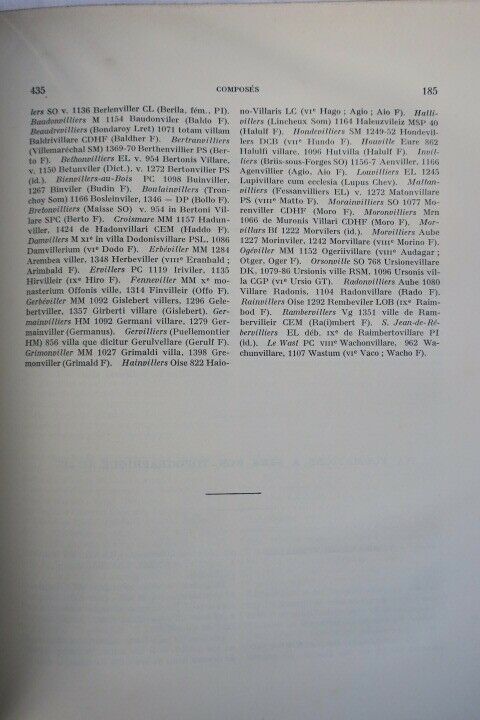 435
COMPOSÉS
185
lers SO v. 1136 Berlenviller CL (Berila, fém., PI).
Baudonvillers M 1154 Baudonviler (Baldo F).
Beaudrevilliers (Bondaroy Lret) 1071 totam villam
Baldrivillare CDHF (Baldher F). Bertranvilliers
(Villemaréchal SM) 1369-70 Berthenvillier PS (Ber-
to F). Bethonvilliers EL v. 954 Bertonis Villare,
v. 1150 Betunviler (Dict.). v. 1272 Bertonvillier PS
(id.). Bienvillers-au-Bois PC 1098 Buinviller,
1267 Binviler (Budin F). Boulainvillers (Tron-
choy Som) 1166 Bosleinviler, 1346 — DP (Bollo F).
Bretonvilliers (Maisse SO) v. 954 in Bertoni Vil-
lare SPC (Berto F). Croismare MM 1157 Hadun-
viller, 1424 de Hadonvillari CEM (Haddo F).
Damvillers M XIᵉ in villa Dodonisvillare PSL, 1086
Damvillerium (VIᵉ Dodo F). Erbéviller MM 1284
Arembea viller, 1348 Herbeviller (VIIIᵉ Eranbald ;
Arimbald F). Ervillers PC 1119 Iriviler, 1135
Hirvilleir (IXᵉ Hiro F). Fenneviller MM Xᵉ mo-
nasterium Offonis ville, 1314 Finvilleir (Offo F).
Gerbéviller MM 1092 Gislebert villers, 1296 Gele-
bertviller, 1357 Girberti villare (Gislebert). Ger-
mainvilliers HM 1092 Germani villare, 1279 Ger-
mainviller (Germanus). Gervilliers (Puellemontier
HM) 856 villa que dicitur Gerulvellare (Gerulf F).
Grimonviller MM 1027 Grimaldi villa, 1398 Gre-
monviller (Grimald F). Hainvillers Oise 822 Haio-
no-Villaris LC (VIᵉ Hago ; Agio ; Aio F). Halli-
villers (Lincheux Som) 1164 Haleuzvileiz MSP 40
(Halulf F). Hondevilliers SM 1249-52 Hondevil-
lers DCB (VIIᵉ Hundo F). Houville Eure 862
Halulfi villare, 1096 Hutvilla (Halulf F). Invil-
liers (Briis-sous-Forges SO) 1156-7 Aenviller, 1166
Agenvillier (Agio, Aio F). Louvilliers EL 1245
Lupivillare cum ecclesia (Lupus Chev). Maltan-
villiers (Fessanvilliers EL) v. 1272 Matonvillare
PS (VIIᵉ Matto F). Morainvilliers SO 1077 Mo-
renviller CDHF (Moro F). Moronvilliers Mrn
1066 de Muronis Villari CDHF (Moro F). Mor-
villars Bf 1222 Morvilers (id.). Morvilliers Aube
1227 Morinviler, 1242 Morvillare (VIIIᵉ Morino F).
Ogéviller MM 1152 Ogeriivillare (VIIIᵉ Audagar ;
Otger, Oger F). Orsonville SO 768 Ursionevillare
DK, 1079-86 Ursionis ville RSM, 1096 Ursonis vil-
la CGP (VIᵉ Ursio GT). Radonvilliers Aube 1080
Villare Radonis, 1104 Radonvillare (Rado F).
Rainvillers Oise 1292 Rembeviler LOB (IXᵉ Raim-
bod F). Rambervillers Vg 1351 ville de Ram-
bervilleir CEM (Ra(i)mbert F). S. Jean-de-Ré-
bervilliers EL déb. IXᵉ de Raimbertovillare PI
(id.). Le Wast PC VIIIᵉ Wachonvillare, 962 Wa-
chunvillare, 1107 Wastum (VIᵉ Vaco ; Wacho F).